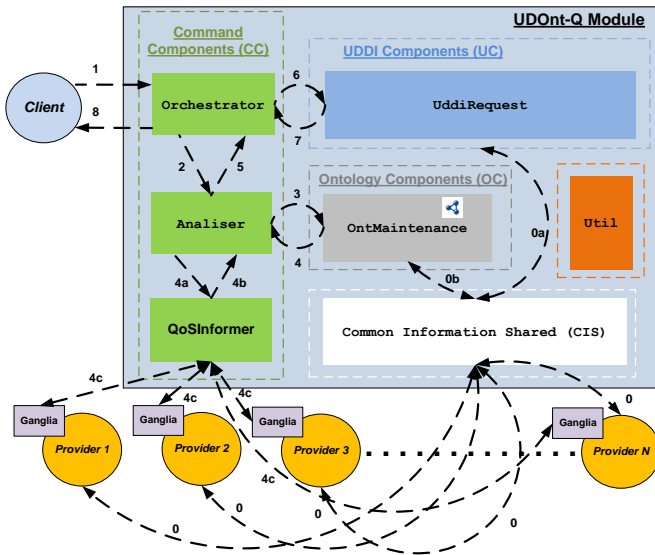 UDOnt-Q Module
Command
Components (CC)
UDDI Components (UC)
1
Client
8
Orchestrator
6
7
UddiRequest
2
5
Ontology Components (OC)
3
Analiser
4
OntMaintenance
0a
Util
4a
4b
0b
QoSInformer
Common Information Shared (CIS)
4c
4c
4c
0
Ganglia
Provider 1
Ganglia
Provider 2
Ganglia
Provider 3
Ganglia
Provider N
4c
0
0
0